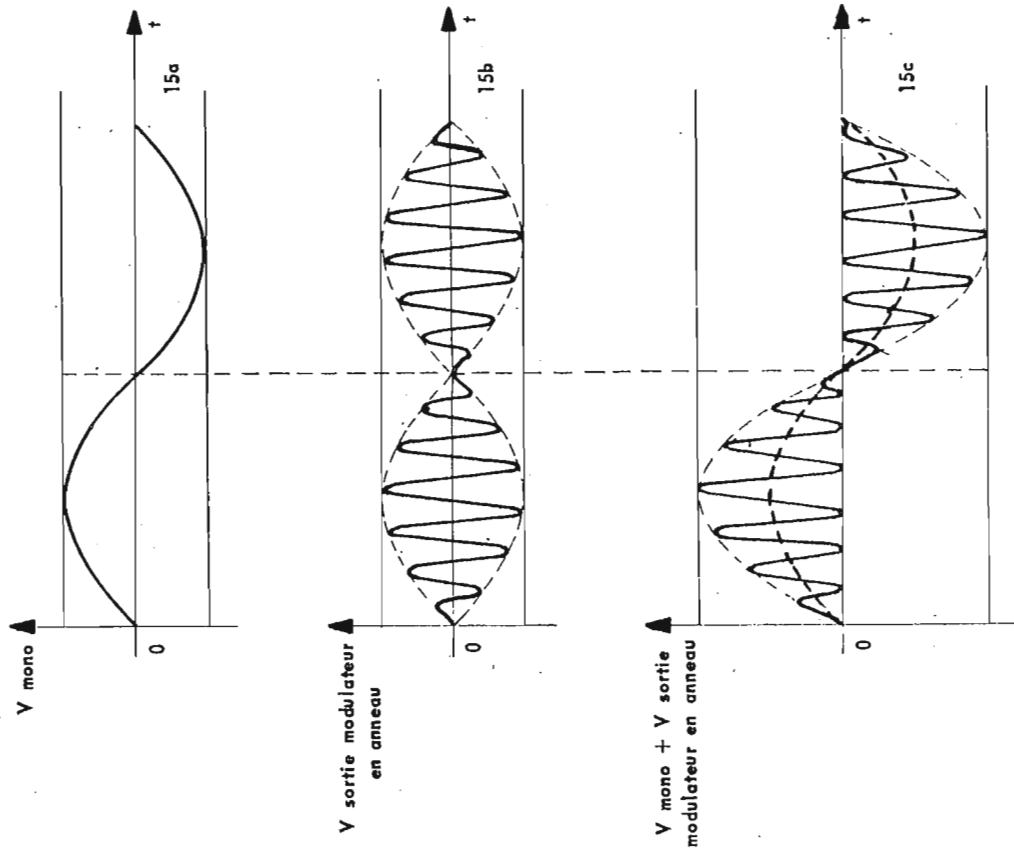 V mono
0
t
15a
V sortie modulateur
en anneau
0
t
15b
V mono + V sortie
modulateur en anneau
0
t
15c